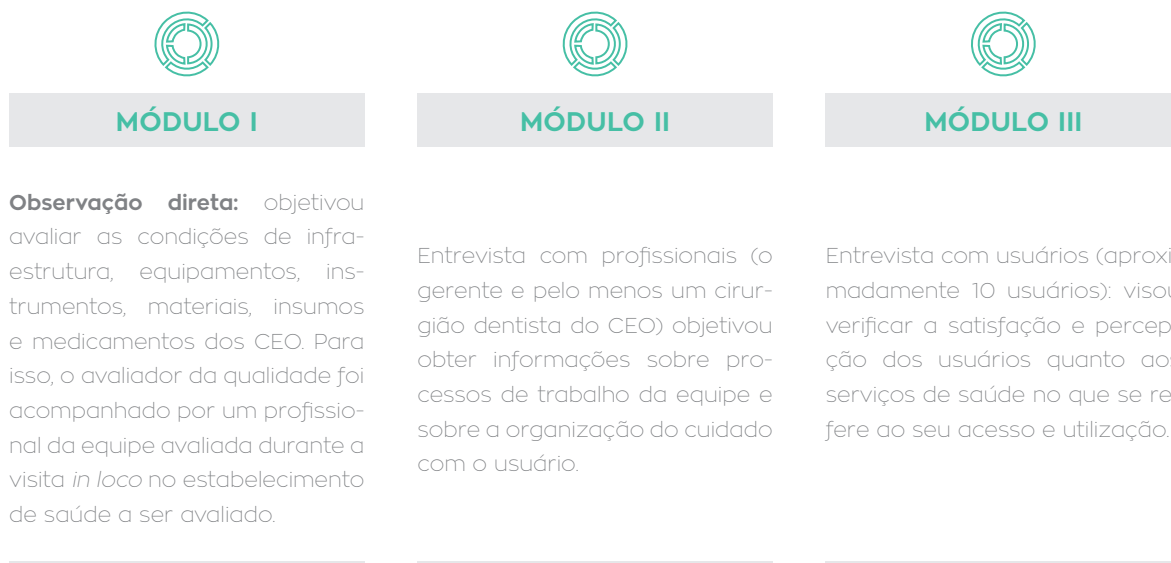 MÓDULO I
Observação direta: objetivou
avaliar as condições de infra-
estrutura, equipamentos, ins-
trumentos, materiais, insumos
e medicamentos dos CEO. Para
isso, o avaliador da qualidade foi
acompanhado por um profissio-
nal da equipe avaliada durante a
visita in loco no estabelecimento
de saúde a ser avaliado.
MÓDULO II
Entrevista com profissionais (o
gerente e pelo menos um cirur-
gião dentista do CEO) objetivou
obter informações sobre pro-
cessos de trabalho da equipe e
sobre a organização do cuidado
com o usuário.
MÓDULO III
Entrevista com usuários (aproxi
madamente 10 usuários): visou
verificar a satisfação e percep
ção dos usuários quanto aos
serviços de saúde no que se re
fere ao seu acesso e utilização.